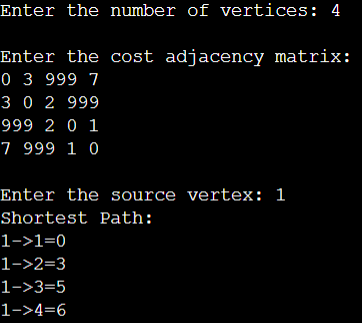 Enter the number of vertices: 4
Enter the cost adjacency matrix:
0 3 999 7
3 0 2 999
999 2 0 1
7 999 1 0
Enter the source vertex: 1
Shortest Path:
1->1=0
1->2=3
1->3=5
1->4=6